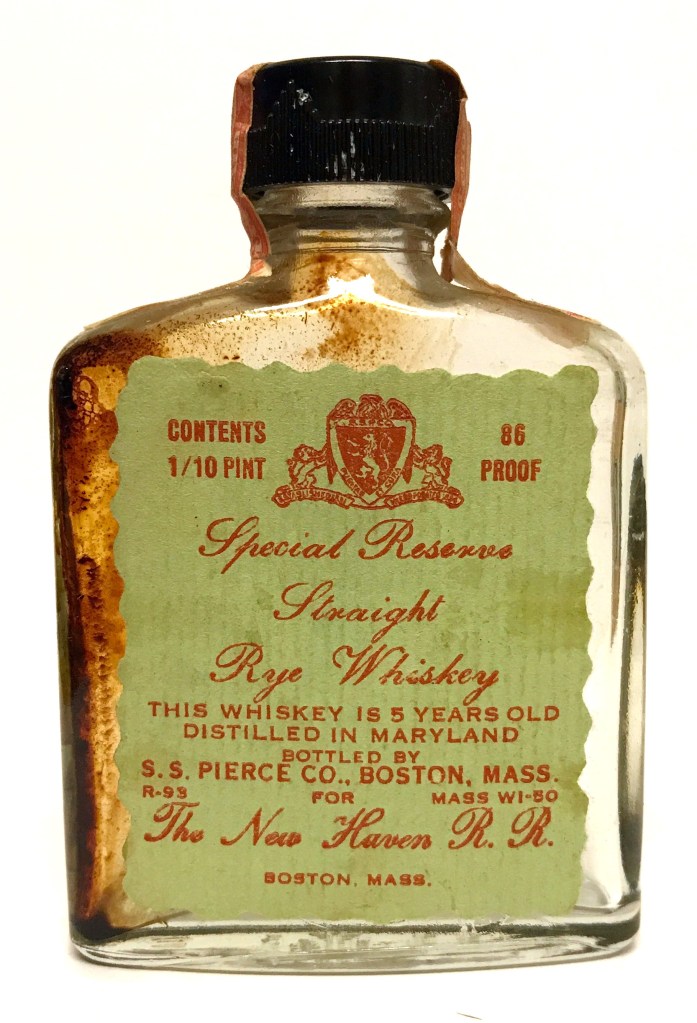 CONTENTS
1/10 PINT
86
PROOF
Special Reserve
Straight
Rye Whiskey
THIS WHISKEY IS 5 YEARS OLD
DISTILLED IN MARYLAND
BOTTLED BY
S. S. PIERCE CO., BOSTON, MASS.
R-93 FOR MASS WI-50
The New Haven R. R.
BOSTON, MASS.